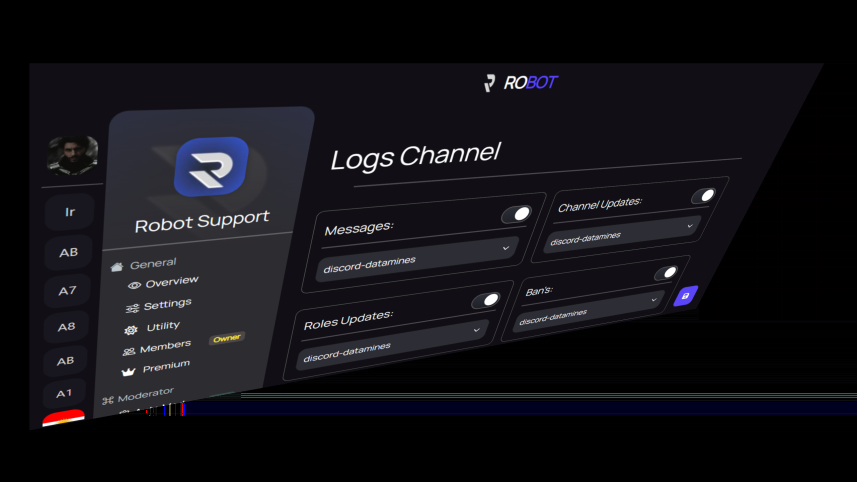 ROBOT
Logs Channel
Ir
AB
A7
A8
AB
A1
Robot Support
General
Overview
Settings
Utility
Members
Owner
Premium
Moderator
Messages:
discord-datamines
Channel Updates:
discord-datamines
Roles Updates:
discord-datamines
Ban's:
discord-datamines